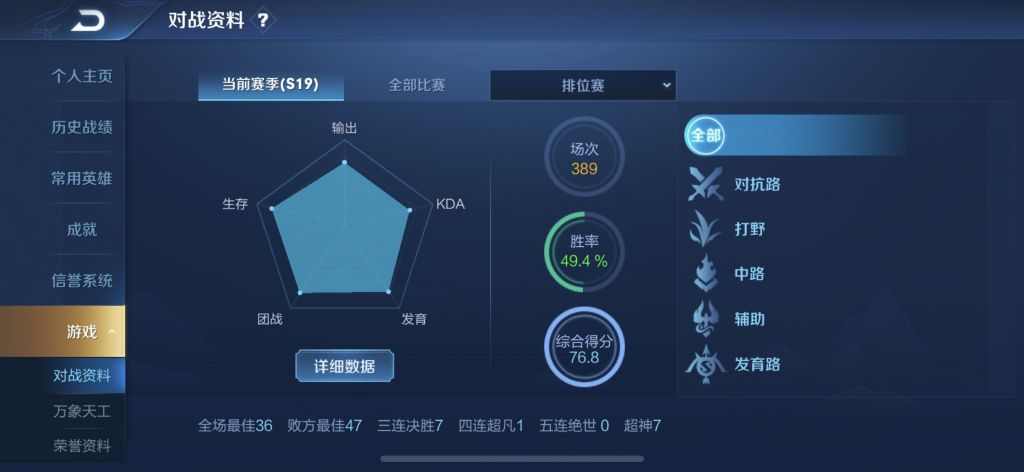 对战资料 ?
个人主页
历史战绩
常用英雄
成就
信誉系统
游戏
对战资料
万象天工
荣誉资料
当前赛季(S19)
全部比赛
排位赛
输出
KDA
发育
团战
生存
详细数据
场次
389
胜率
49.4 %
综合得分
76.8
全部
对抗路
打野
中路
辅助
发育路
全场最佳36 败方最佳47 三连决胜7 四连超凡1 五连绝世 0 超神7